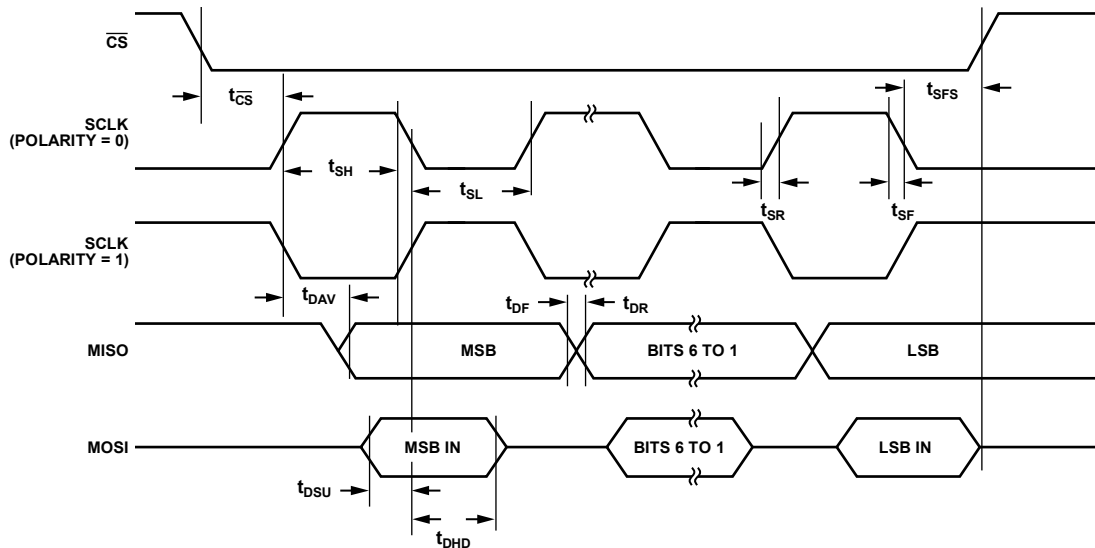 CS
tCS
tSFS
SCLK
(POLARITY = 0)
tSH
tSL
tSR
tSF
SCLK
(POLARITY = 1)
tDAV
tDF
tDR
MISO
MSB
BITS 6 TO 1
LSB
MOSI
MSB IN
BITS 6 TO 1
LSB IN
tDSU
tDHD